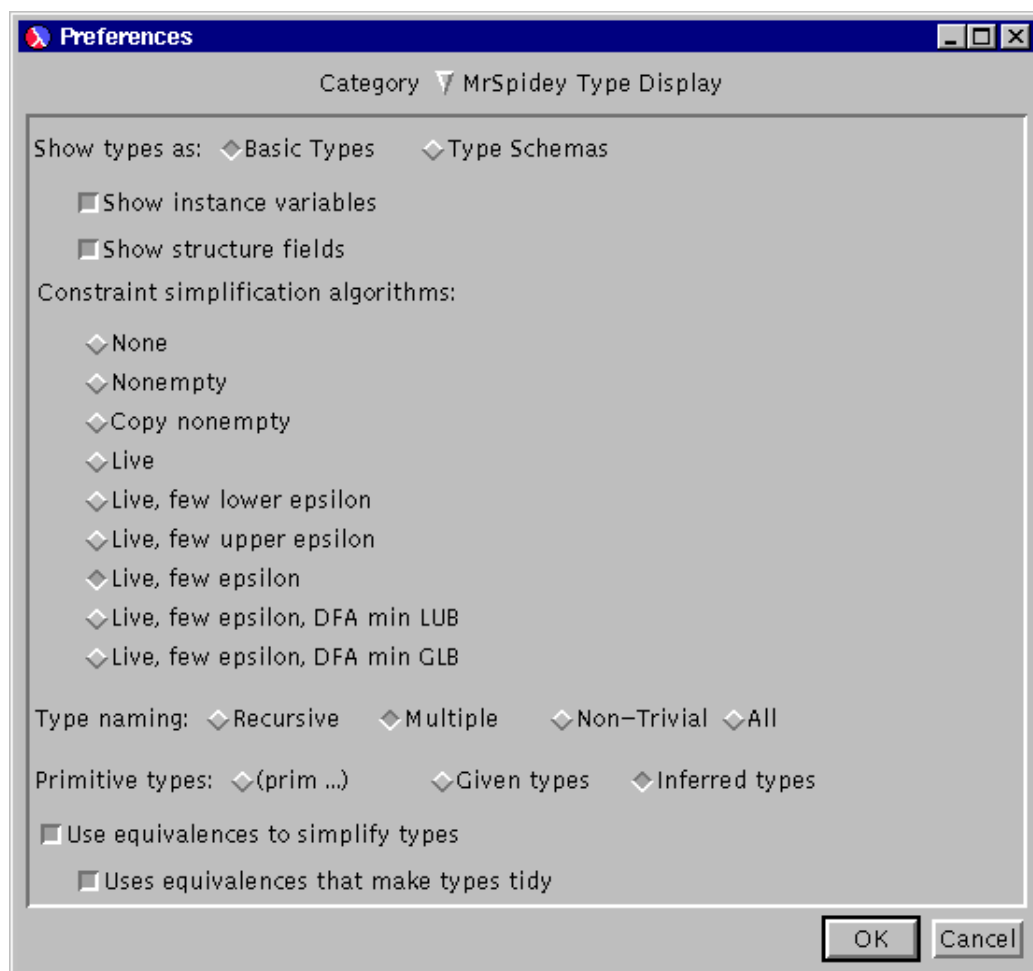 Preferences
Category MrSpidey Type Display
Show types as: Basic Types Type Schemas
Show instance variables
Show structure fields
Constraint simplification algorithms:
None
Nonempty
Copy nonempty
Live
Live, few lower epsilon
Live, few upper epsilon
Live, few epsilon
Live, few epsilon, DFA min LUB
Live, few epsilon, DFA min GLB
Type naming: Recursive Multiple Non-Trivial All
Primitive types: (prim ...) Given types Inferred types
Use equivalences to simplify types
Uses equivalences that make types tidy
OK Cancel